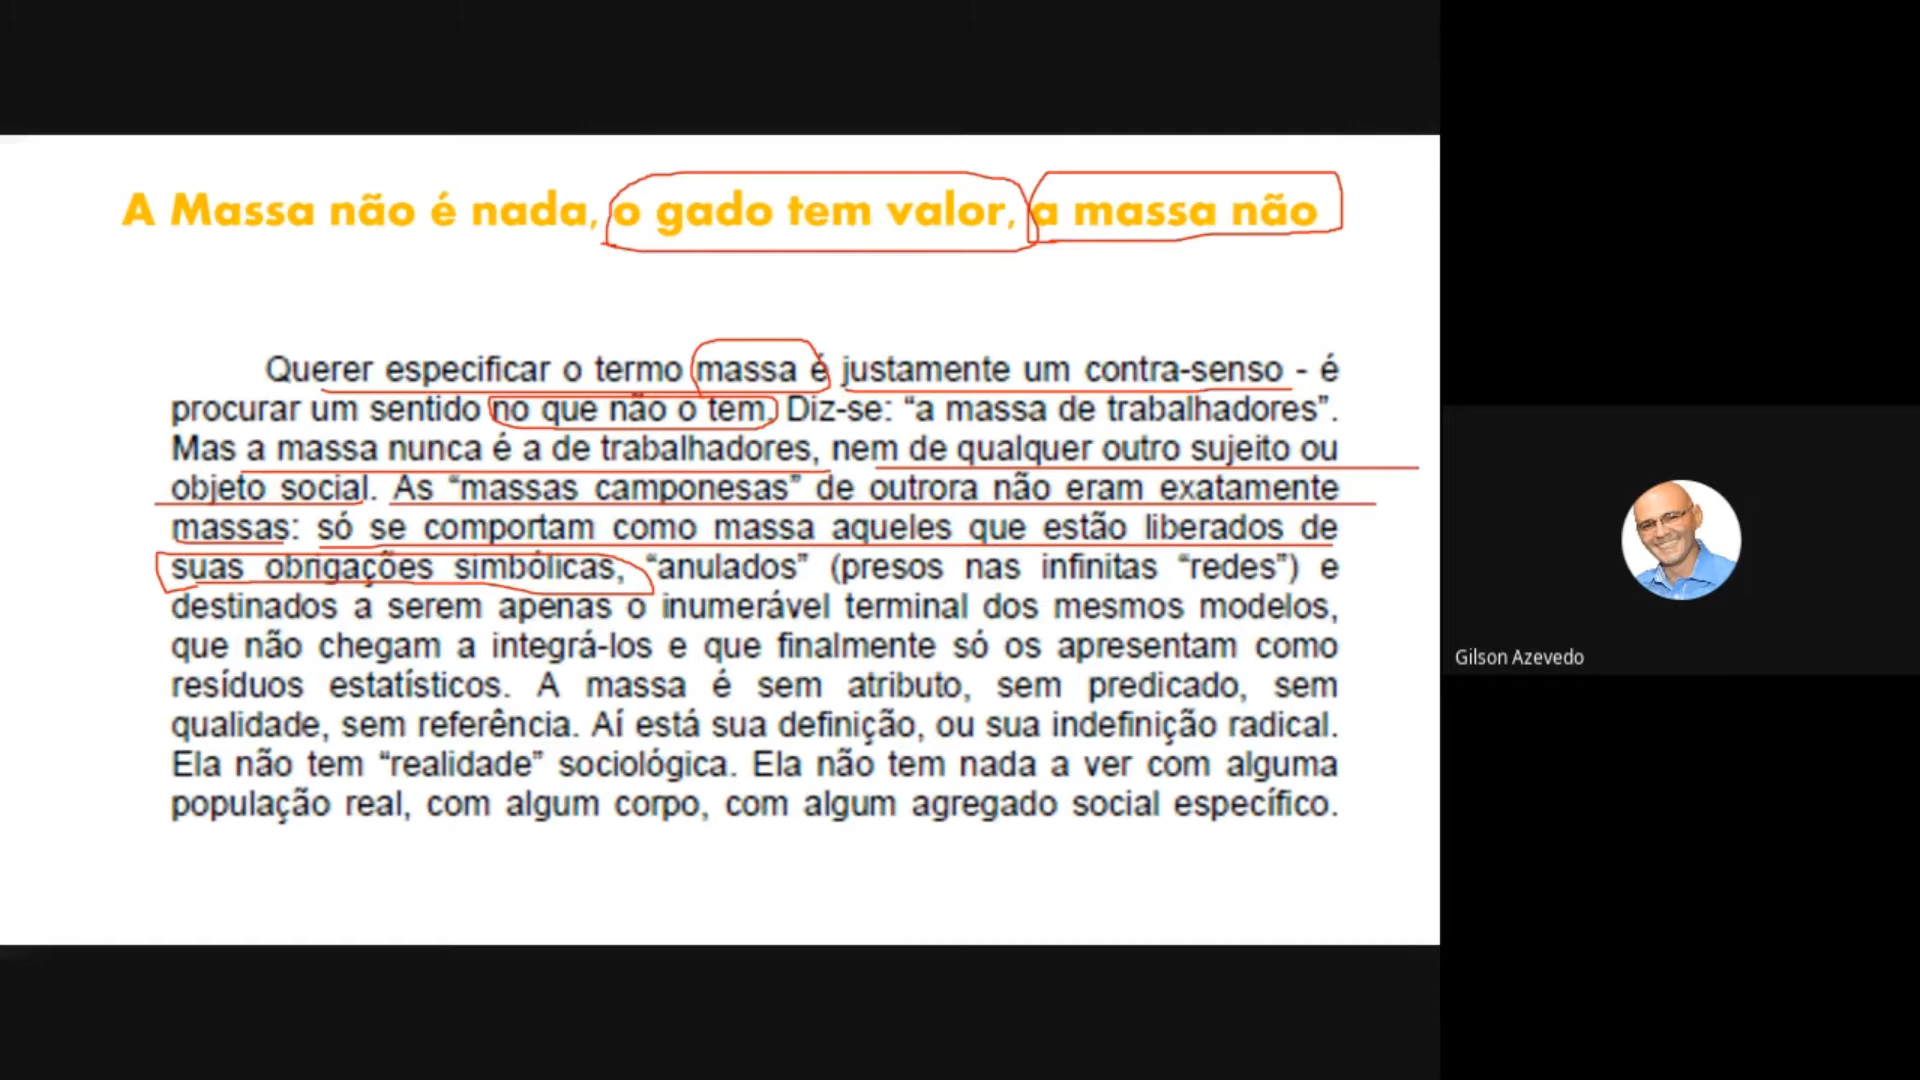 A Massa não é nada, o gado tem valor, a massa não
Querer especificar o termo massa é justamente um contra-senso - é
procurar um sentido no que não o tem. Diz-se: “a massa de trabalhadores”.
Mas a massa nunca é a de trabalhadores, nem de qualquer outro sujeito ou
objeto social. As “massas camponesas” de outrora não eram exatamente
massas: só se comportam como massa aqueles que estão liberados de
suas obrigações simbólicas, “anulados” (presos nas infinitas “redes”) e
destinados a serem apenas o inumerável terminal dos mesmos modelos,
que não chegam a integrá-los e que finalmente só os apresentam como
resíduos estatísticos. A massa é sem atributo, sem predicado, sem
qualidade, sem referência. Aí está sua definição, ou sua indefinição radical.
Ela não tem “realidade” sociológica. Ela não tem nada a ver com alguma
população real, com algum corpo, com algum agregado social específico.
Gilson Azevedo